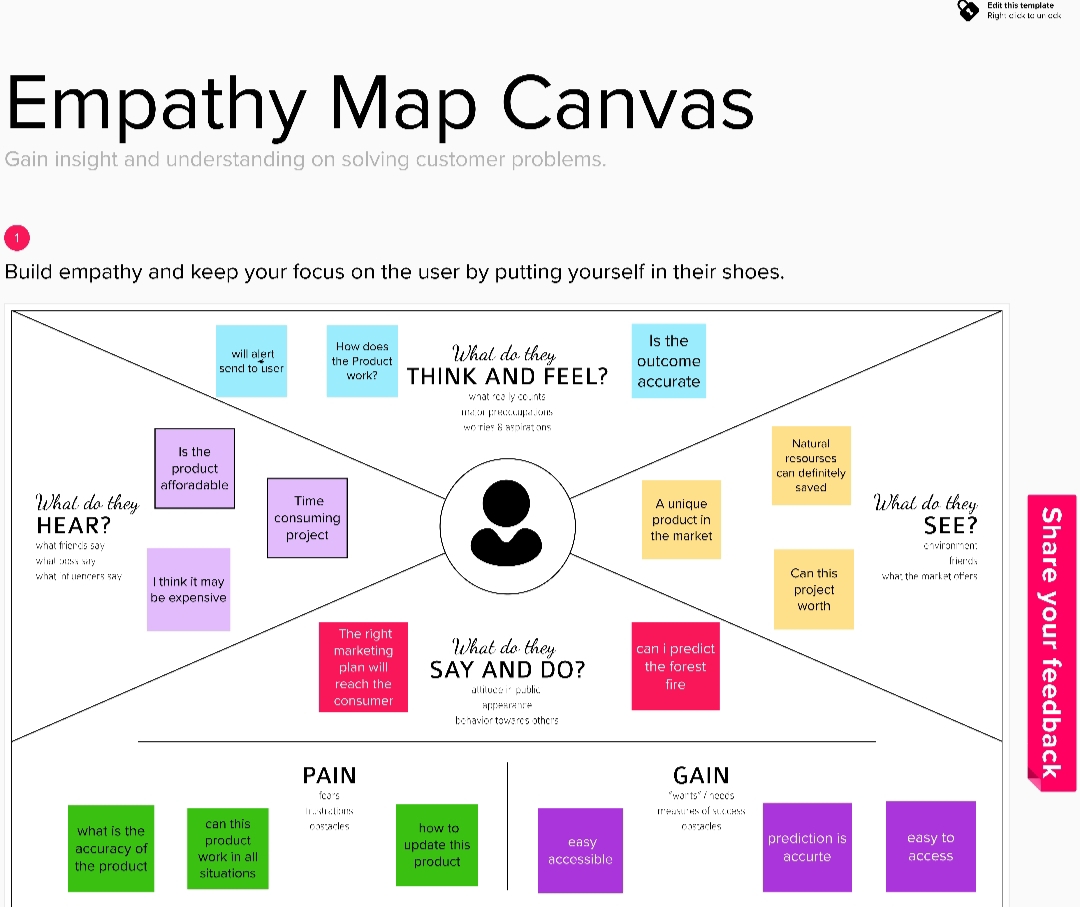 Edit this template
Right click to unlock
Empathy Map Canvas
Gain insight and understanding on solving customer problems.
1
Build empathy and keep your focus on the user by putting yourself in their shoes.
will alert
send to user
How does
the Product
work?
What do they
THINK AND FEEL?
what really counts
major preoccupations
worries & aspirations
Is the
outcome
accurate
Is the
product
afforadable
Time
consuming
project
I think it may
be expensive
What do they
HEAR?
what friends say
what boss say
what influencers say
Natural
resourses
can definitely
saved
A unique
product in
the market
Can this
project
worth
What do they
SEE?
environment
friends
what the market offers
The right
marketing
plan will
reach the
consumer
What do they
SAY AND DO?
attitude in public
appearance
behavior towards others
can i predict
the forest
fire
Share your feedback
PAIN
fears
frustrations
obstacles
what is the
accuracy of
the product
can this
product
work in all
situations
how to
update this
product
GAIN
"wants" / needs
measures of success
obstacles
easy
accessible
prediction is
accurte
easy to
access